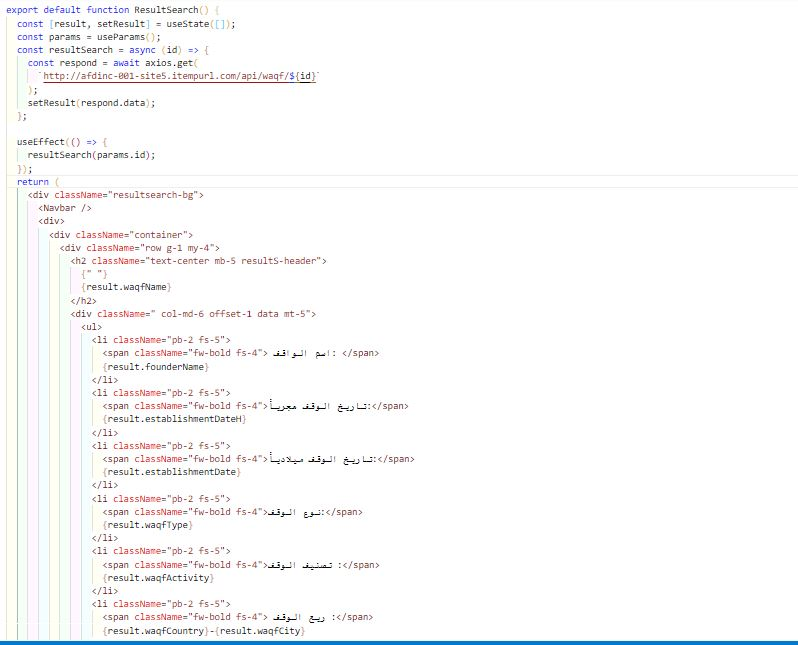 export default function ResultSearch() {
const [result, setResult] = useState([]);
const params = useParams();
const resultSearch = async (id) => {
const respond = await axios.get(
`http://afdinc-001-site5.itempurl.com/api/waqf/${id}`
);
setResult(respond.data);
};
useEffect(() => {
resultSearch(params.id);
});
return (
<div className="resultsearch-bg">
<Navbar />
<div>
<div className="container">
<div className="row g-1 my-4">
<h2 className="text-center mb-5 resultS-header">
{" "}
{result.waqfName}
</h2>
<div className=" col-md-6 offset-1 data mt-5">
<ul>
<li className="pb-2 fs-5">
<span className="fw-bold fs-4"> اسم الواقف: </span>
{result.founderName}
</li>
<li className="pb-2 fs-5">
<span className="fw-bold fs-4">تاريخ الوقف هجرياً:</span>
{result.establishmentDateH}
</li>
<li className="pb-2 fs-5">
<span className="fw-bold fs-4">تاريخ الوقف ميلادياً:</span>
{result.establishmentDate}
</li>
<li className="pb-2 fs-5">
<span className="fw-bold fs-4">نوع الوقف:</span>
{result.waqfType}
</li>
<li className="pb-2 fs-5">
<span className="fw-bold fs-4">تصنيف الوقف :</span>
{result.waqfActivity}
</li>
<li className="pb-2 fs-5">
<span className="fw-bold fs-4"> ريع الوقف :</span>
{result.waqfCountry}-{result.waqfCity}